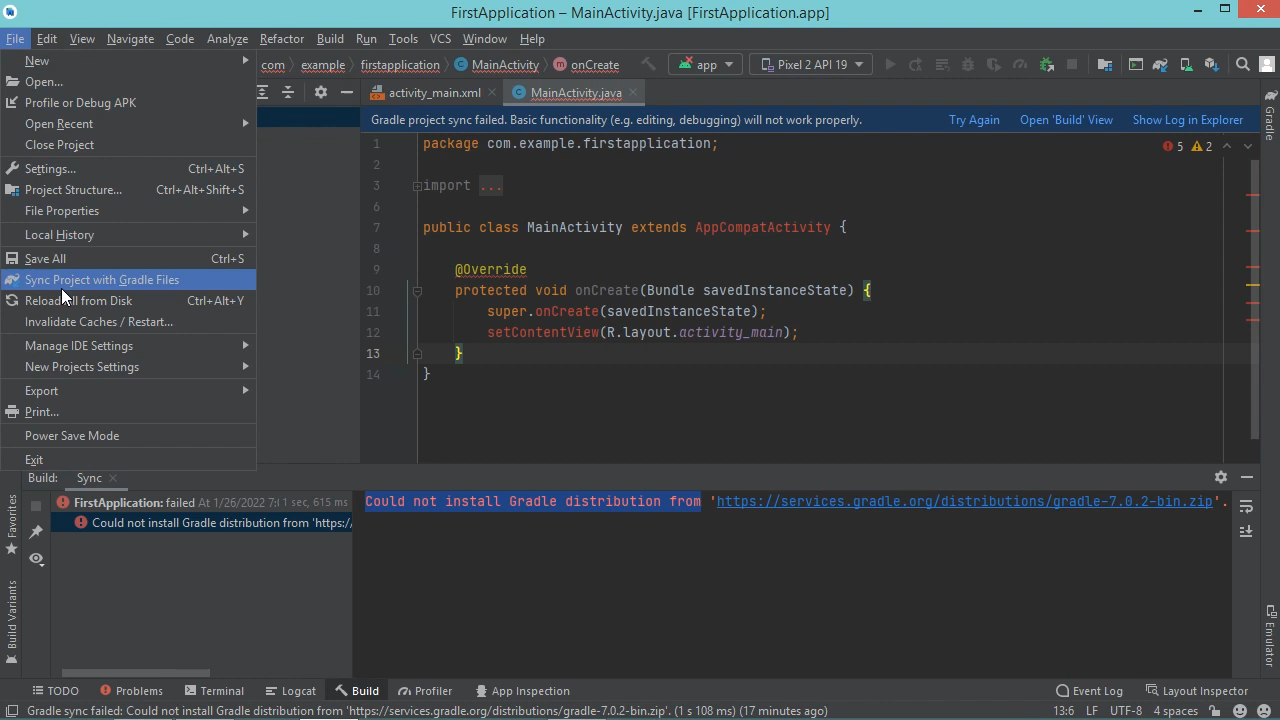 FirstApplication – MainActivity.java [FirstApplication.app]
File Edit View Navigate Code Analyze Refactor Build Run Tools VCS Window Help
com example firstapplication MainActivity onCreate app Pixel 2 API 19
New
Open...
Profile or Debug APK
Open Recent
Close Project
Settings... Ctrl+Alt+S
Project Structure... Ctrl+Alt+Shift+S
File Properties
Local History
Save All Ctrl+S
Sync Project with Gradle Files
Reload from Disk Ctrl+Alt+Y
Invalidate Caches / Restart...
Manage IDE Settings
New Projects Settings
Export
Print...
Power Save Mode
Exit
activity_main.xml MainActivity.java
Gradle project sync failed. Basic functionality (e.g. editing, debugging) will not work properly. Try Again Open 'Build' View Show Log in Explorer
5 2
1 package com.example.firstapplication;
2
3 import ...
6
7 public class MainActivity extends AppCompatActivity {
8
9 @Override
10 protected void onCreate(Bundle savedInstanceState) {
11 super.onCreate(savedInstanceState);
12 setContentView(R.layout.activity_main);
13 }
14 }
Gradle
Emulator
Favorites
Build Variants
Build: Sync
FirstApplication: failed At 1/26/2022 7:0 1 sec, 615 ms
Could not install Gradle distribution from 'https:/
Could not install Gradle distribution from 'https://services.gradle.org/distributions/gradle-7.0.2-bin.zip'.
TODO Problems Terminal Logcat Build Profiler App Inspection Event Log Layout Inspector
Gradle sync failed: Could not install Gradle distribution from 'https://services.gradle.org/distributions/gradle-7.0.2-bin.zip'. (1 s 108 ms) (17 minutes ago) 13:6 LF UTF-8 4 spaces